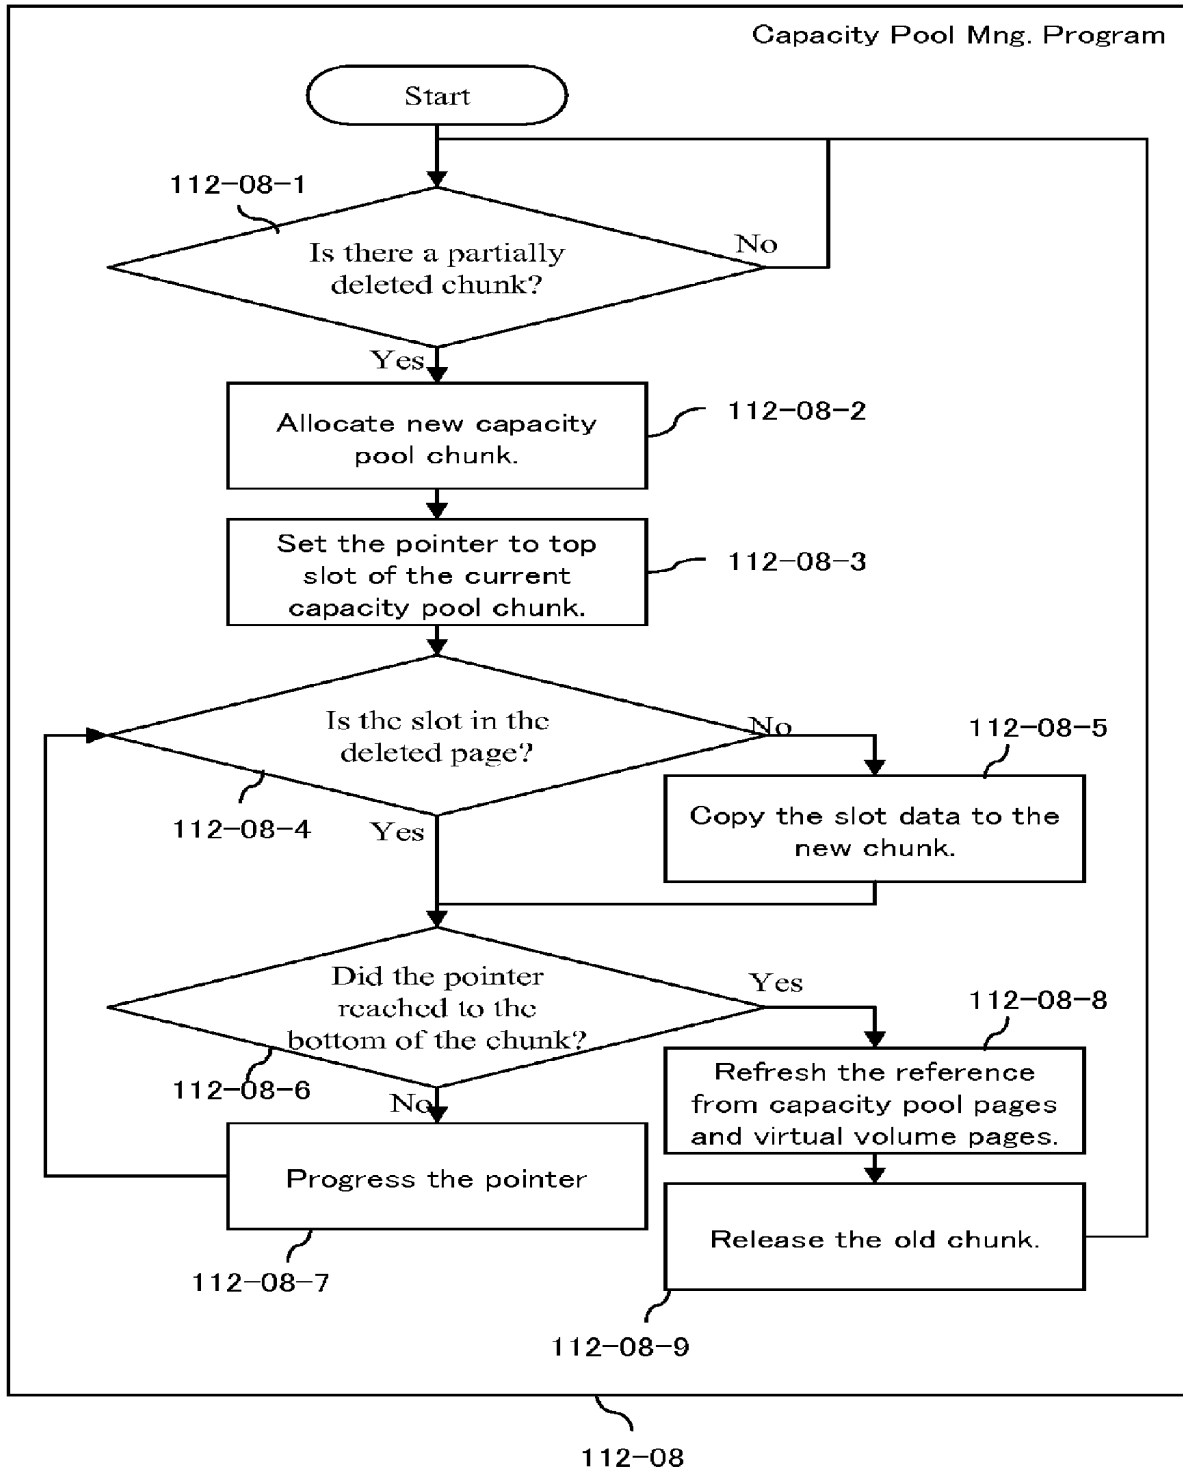 Capacity Pool Mng. Program
Start
112-08-1
Is there a partially
deleted chunk?
No
Yes
Allocate new capacity
pool chunk.
112-08-2
Set the pointer to top
slot of the current
capacity pool chunk.
112-08-3
Is the slot in the
deleted page?
No
112-08-4
Yes
112-08-5
Copy the slot data to the
new chunk.
Did the pointer
reached to the
bottom of the chunk?
Yes
112-08-6
No
112-08-8
Refresh the reference
from capacity pool pages
and virtual volume pages.
Progress the pointer
112-08-7
Release the old chunk.
112-08-9
112-08